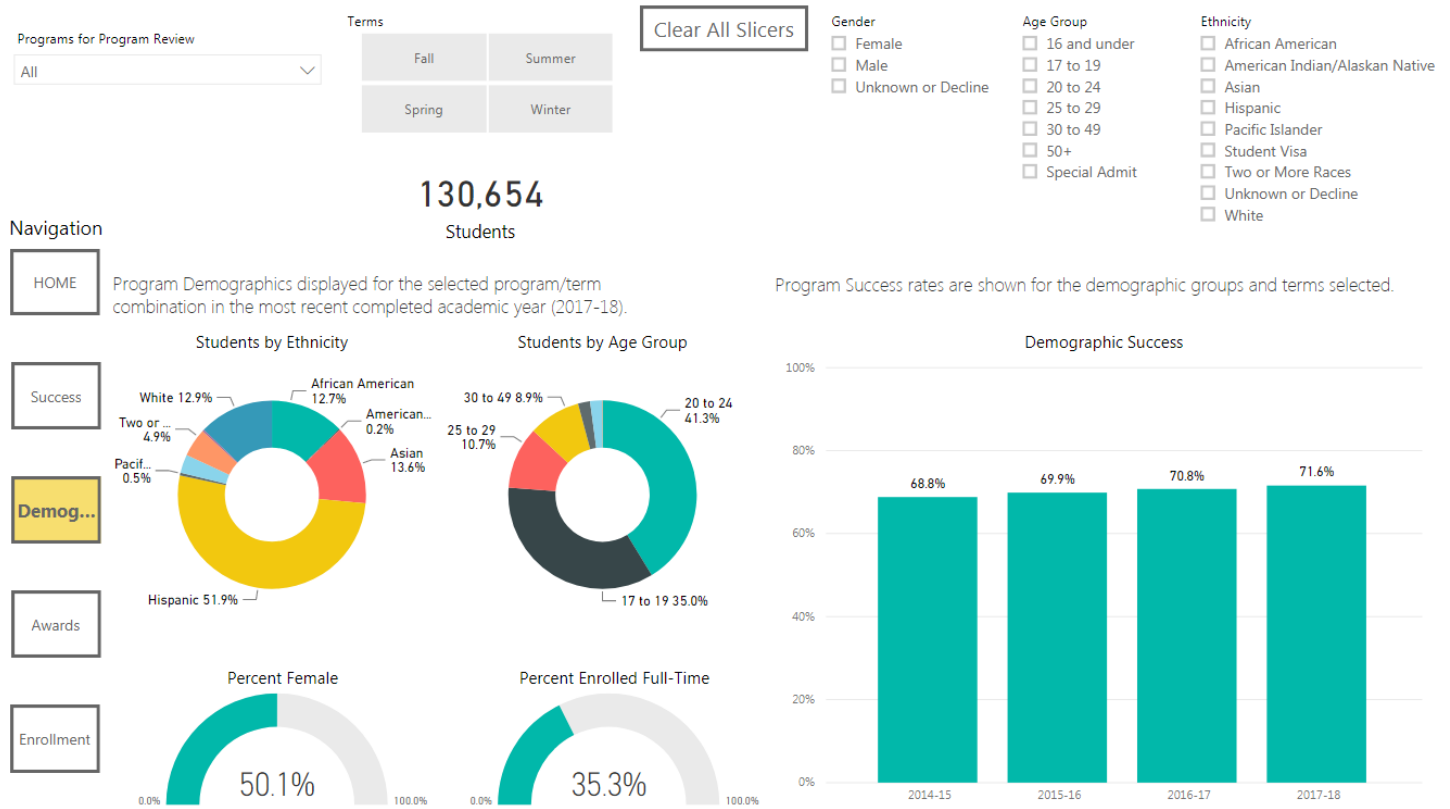 Programs for Program Review
All
Terms
Fall
Summer
Spring
Winter
Clear All Slicers
Gender
Female
Male
Unknown or Decline
Age Group
16 and under
17 to 19
20 to 24
25 to 29
30 to 49
50+
Special Admit
Ethnicity
African American
American Indian/Alaskan Native
Asian
Hispanic
Pacific Islander
Student Visa
Two or More Races
Unknown or Decline
White
130,654
Students
Navigation
HOME
Success
Demog...
Awards
Enrollment
Program Demographics displayed for the selected program/term
combination in the most recent completed academic year (2017-18).
Students by Ethnicity
White 12.9%
African American
12.7%
American...
0.2%
Asian
13.6%
Two or ...
4.9%
Pacif...
0.5%
Hispanic 51.9%
Students by Age Group
30 to 49 8.9%
20 to 24
41.3%
25 to 29
10.7%
17 to 19 35.0%
Percent Female
50.1%
0.0%
100.0%
Percent Enrolled Full-Time
35.3%
0.0%
100.0%
Program Success rates are shown for the demographic groups and terms selected.
Demographic Success
100%
80%
60%
40%
20%
0%
68.8%
69.9%
70.8%
71.6%
2014-15
2015-16
2016-17
2017-18